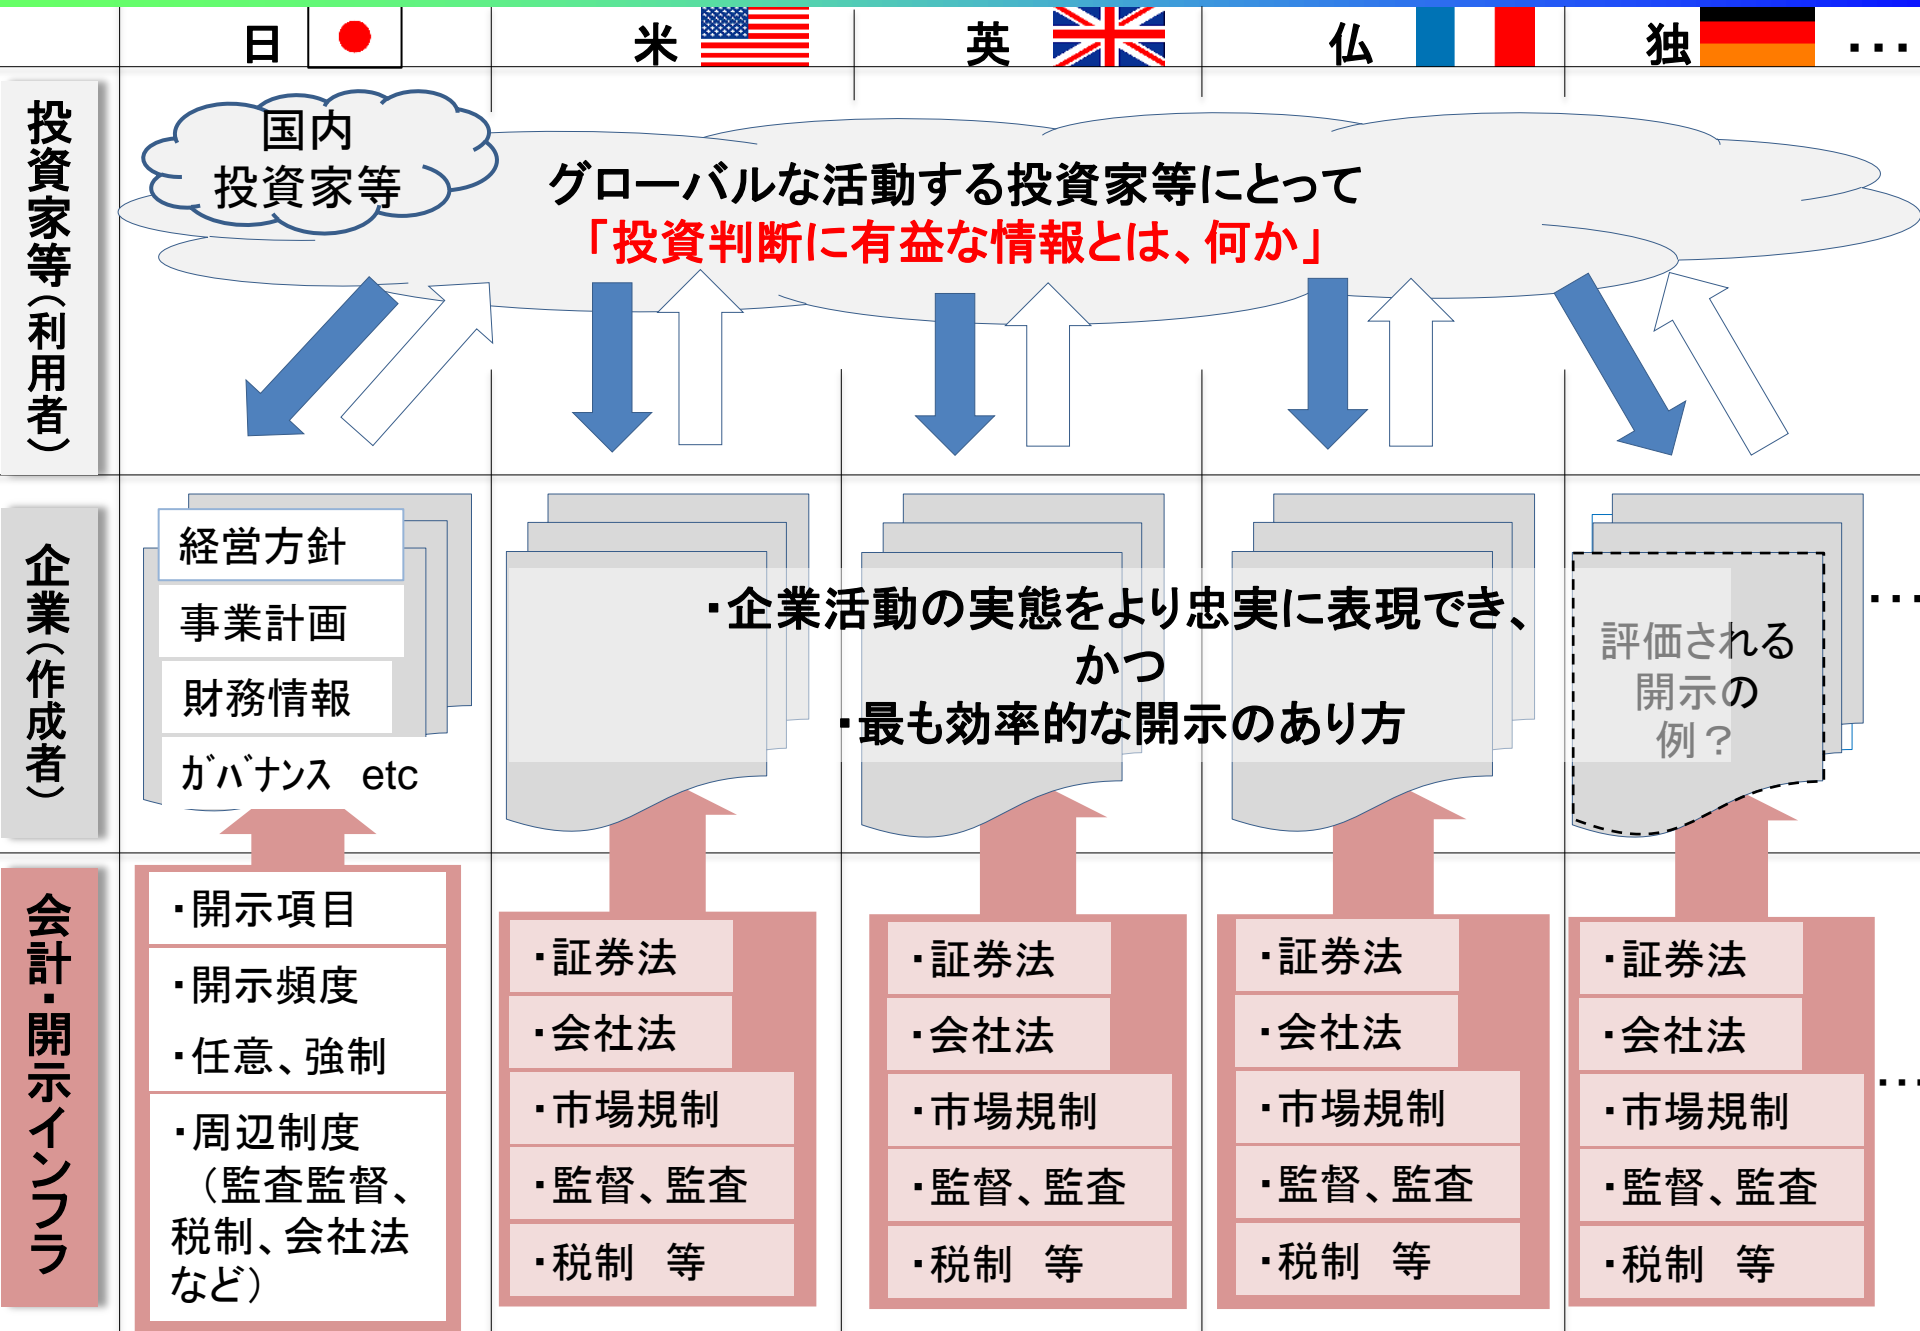 日
米
英
仏
独
･･･
投資家等(利用者)
国内
投資家等
グローバルな活動する投資家等にとって
「投資判断に有益な情報とは、何か」
企業(作成者)
経営方針
事業計画
財務情報
ｶﾞﾊﾞﾅﾝｽ　etc
・企業活動の実態をより忠実に表現でき、
かつ
・最も効率的な開示のあり方
評価される
開示の
例？
･･･
会計・開示インフラ
・開示項目
・開示頻度
・任意、強制
・周辺制度
（監査監督、
税制、会社法
など）
・証券法
・会社法
・市場規制
・監督、監査
・税制　等
・証券法
・会社法
・市場規制
・監督、監査
・税制　等
・証券法
・会社法
・市場規制
・監督、監査
・税制　等
・証券法
・会社法
・市場規制
・監督、監査
・税制　等
･･･